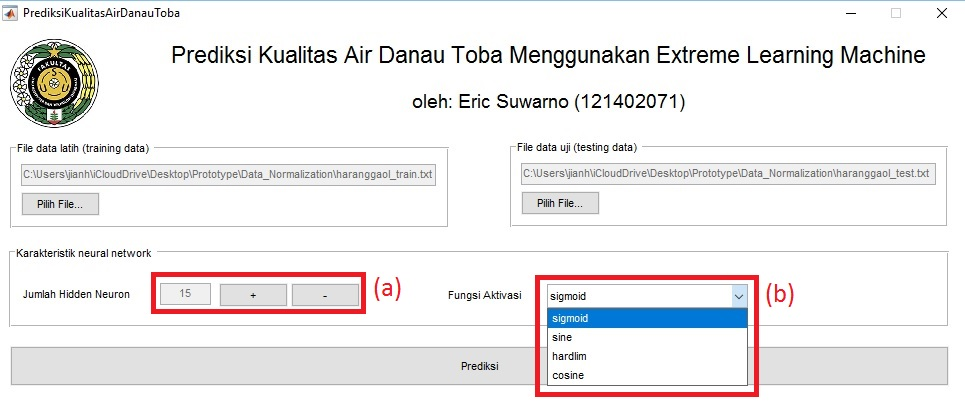 PrediksiKualitasAirDanauToba
Prediksi Kualitas Air Danau Toba Menggunakan Extreme Learning Machine
oleh: Eric Suwarno (121402071)
File data latih (training data)
C:\Users\jianh\iCloudDrive\Desktop\Prototype\Data_Normalization\haranggaol_train.txt
Pilih File...
File data uji (testing data)
C:\Users\jianh\iCloudDrive\Desktop\Prototype\Data_Normalization\haranggaol_test.txt
Pilih File...
Karakteristik neural network
Jumlah Hidden Neuron 15 + - (a)
Fungsi Aktivasi sigmoid (b)
sigmoid
sine
hardlim
cosine
Prediksi